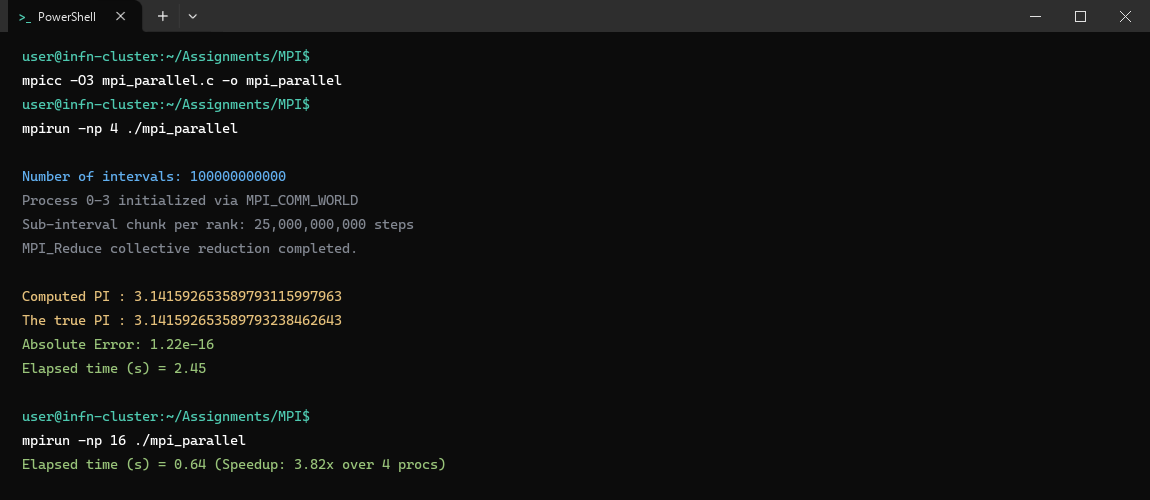 >_ PowerShell
user@infn-cluster:~/Assignments/MPI$
mpicc -O3 mpi_parallel.c -o mpi_parallel
user@infn-cluster:~/Assignments/MPI$
mpirun -np 4 ./mpi_parallel
Number of intervals: 100000000000
Process 0-3 initialized via MPI_COMM_WORLD
Sub-interval chunk per rank: 25,000,000,000 steps
MPI_Reduce collective reduction completed.
Computed PI : 3.141592653589793115997963
The true PI : 3.141592653589793238462643
Absolute Error: 1.22e-16
Elapsed time (s) = 2.45
user@infn-cluster:~/Assignments/MPI$
mpirun -np 16 ./mpi_parallel
Elapsed time (s) = 0.64 (Speedup: 3.82x over 4 procs)